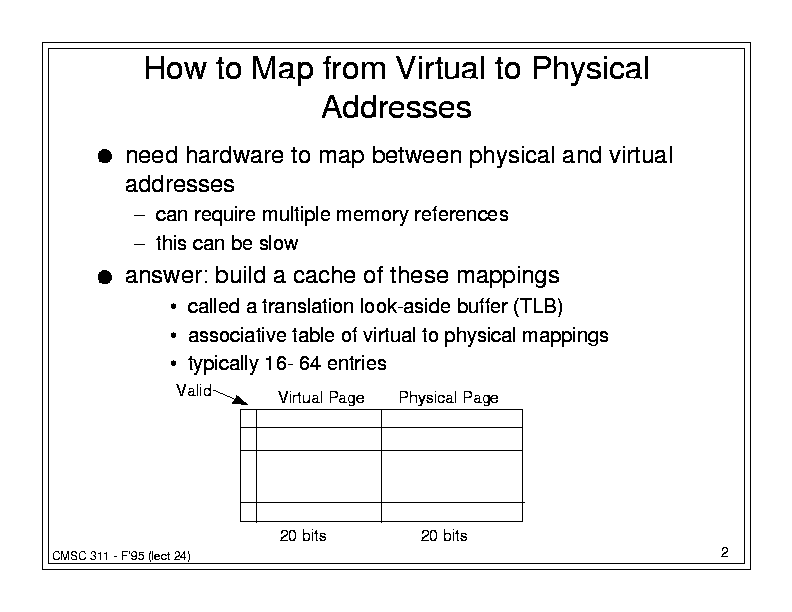 How to Map from Virtual to Physical
Addresses
● need hardware to map between physical and virtual
addresses
– can require multiple memory references
– this can be slow
● answer: build a cache of these mappings
• called a translation look-aside buffer (TLB)
• associative table of virtual to physical mappings
• typically 16- 64 entries
Valid
Virtual Page Physical Page
20 bits 20 bits
CMSC 311 - F'95 (lect 24)
2